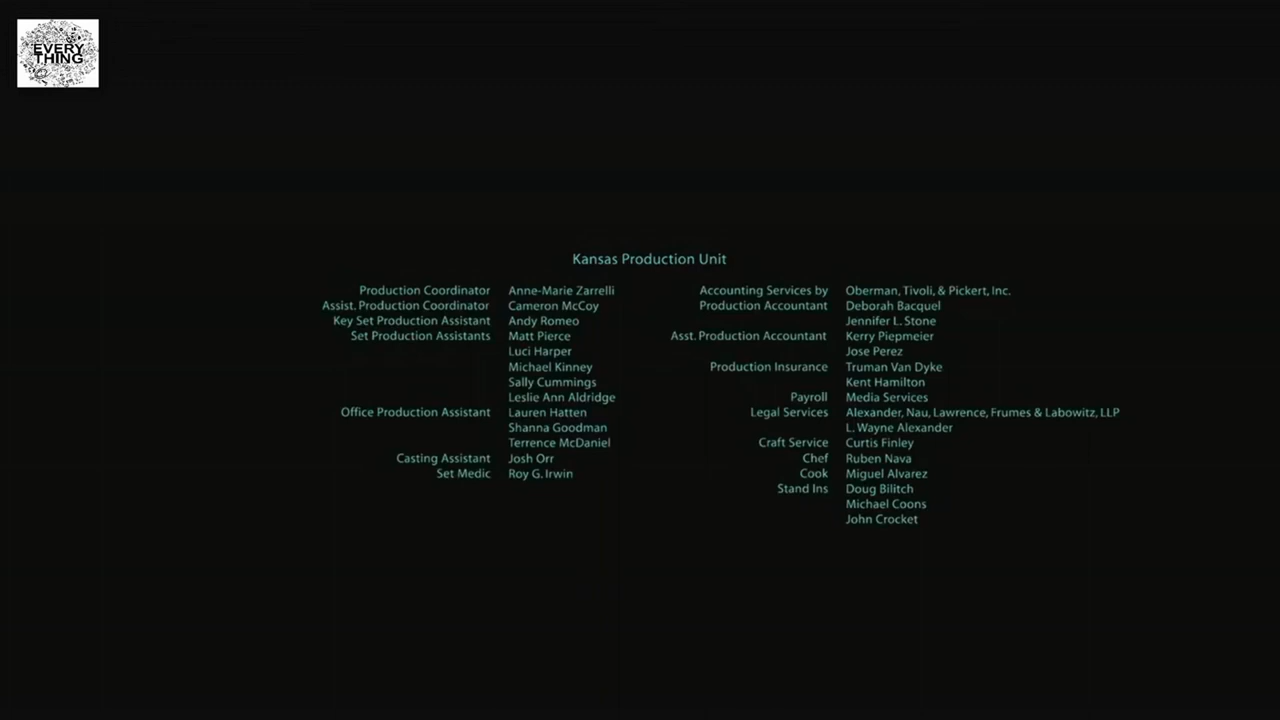 EVERY
THING
Kansas Production Unit
Production Coordinator Anne-Marie Zarrelli
Assist. Production Coordinator Cameron McCoy
Key Set Production Assistant Andy Romeo
Set Production Assistants Matt Pierce
Luci Harper
Michael Kinney
Sally Cummings
Leslie Ann Aldridge
Office Production Assistant Lauren Hatten
Shanna Goodman
Terrence McDaniel
Casting Assistant Josh Orr
Set Medic Roy G. Irwin
Accounting Services by Oberman, Tivoli, & Pickert, Inc.
Production Accountant Deborah Bacquel
Jennifer L. Stone
Asst. Production Accountant Kerry Piepmeier
Jose Perez
Production Insurance Truman Van Dyke
Kent Hamilton
Payroll Media Services
Legal Services Alexander, Nau, Lawrence, Frumes & Labowitz, LLP
L. Wayne Alexander
Craft Service Curtis Finley
Chef Ruben Nava
Cook Miguel Alvarez
Stand Ins Doug Bilitch
Michael Coons
John Crocket